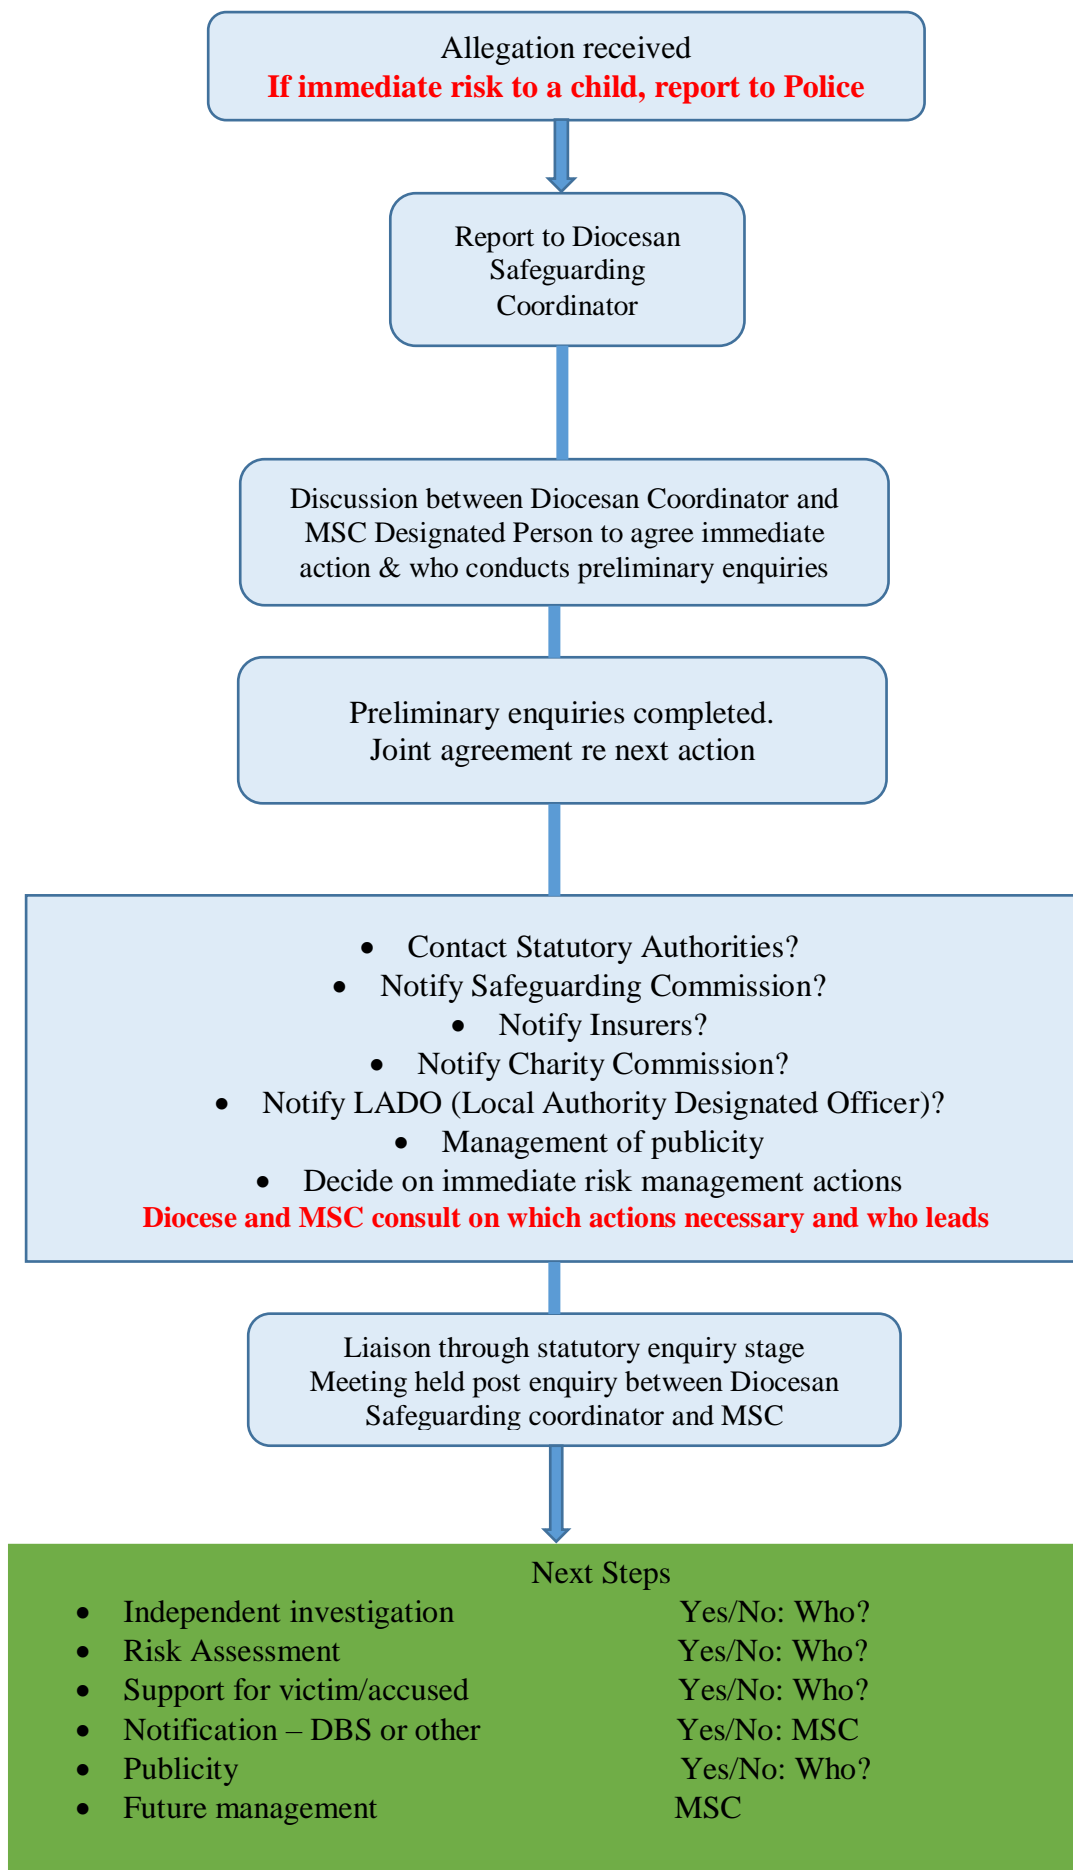 Allegation received
If immediate risk to a child, report to Police
Report to Diocesan
Safeguarding
Coordinator
Discussion between Diocesan Coordinator and
MSC Designated Person to agree immediate
action & who conducts preliminary enquiries
Preliminary enquiries completed.
Joint agreement re next action
• Contact Statutory Authorities?
• Notify Safeguarding Commission?
• Notify Insurers?
• Notify Charity Commission?
• Notify LADO (Local Authority Designated Officer)?
• Management of publicity
• Decide on immediate risk management actions
Diocese and MSC consult on which actions necessary and who leads
Liaison through statutory enquiry stage
Meeting held post enquiry between Diocesan
Safeguarding coordinator and MSC
Next Steps
• Independent investigation Yes/No: Who?
• Risk Assessment Yes/No: Who?
• Support for victim/accused Yes/No: Who?
• Notification – DBS or other Yes/No: MSC
• Publicity Yes/No: Who?
• Future management MSC